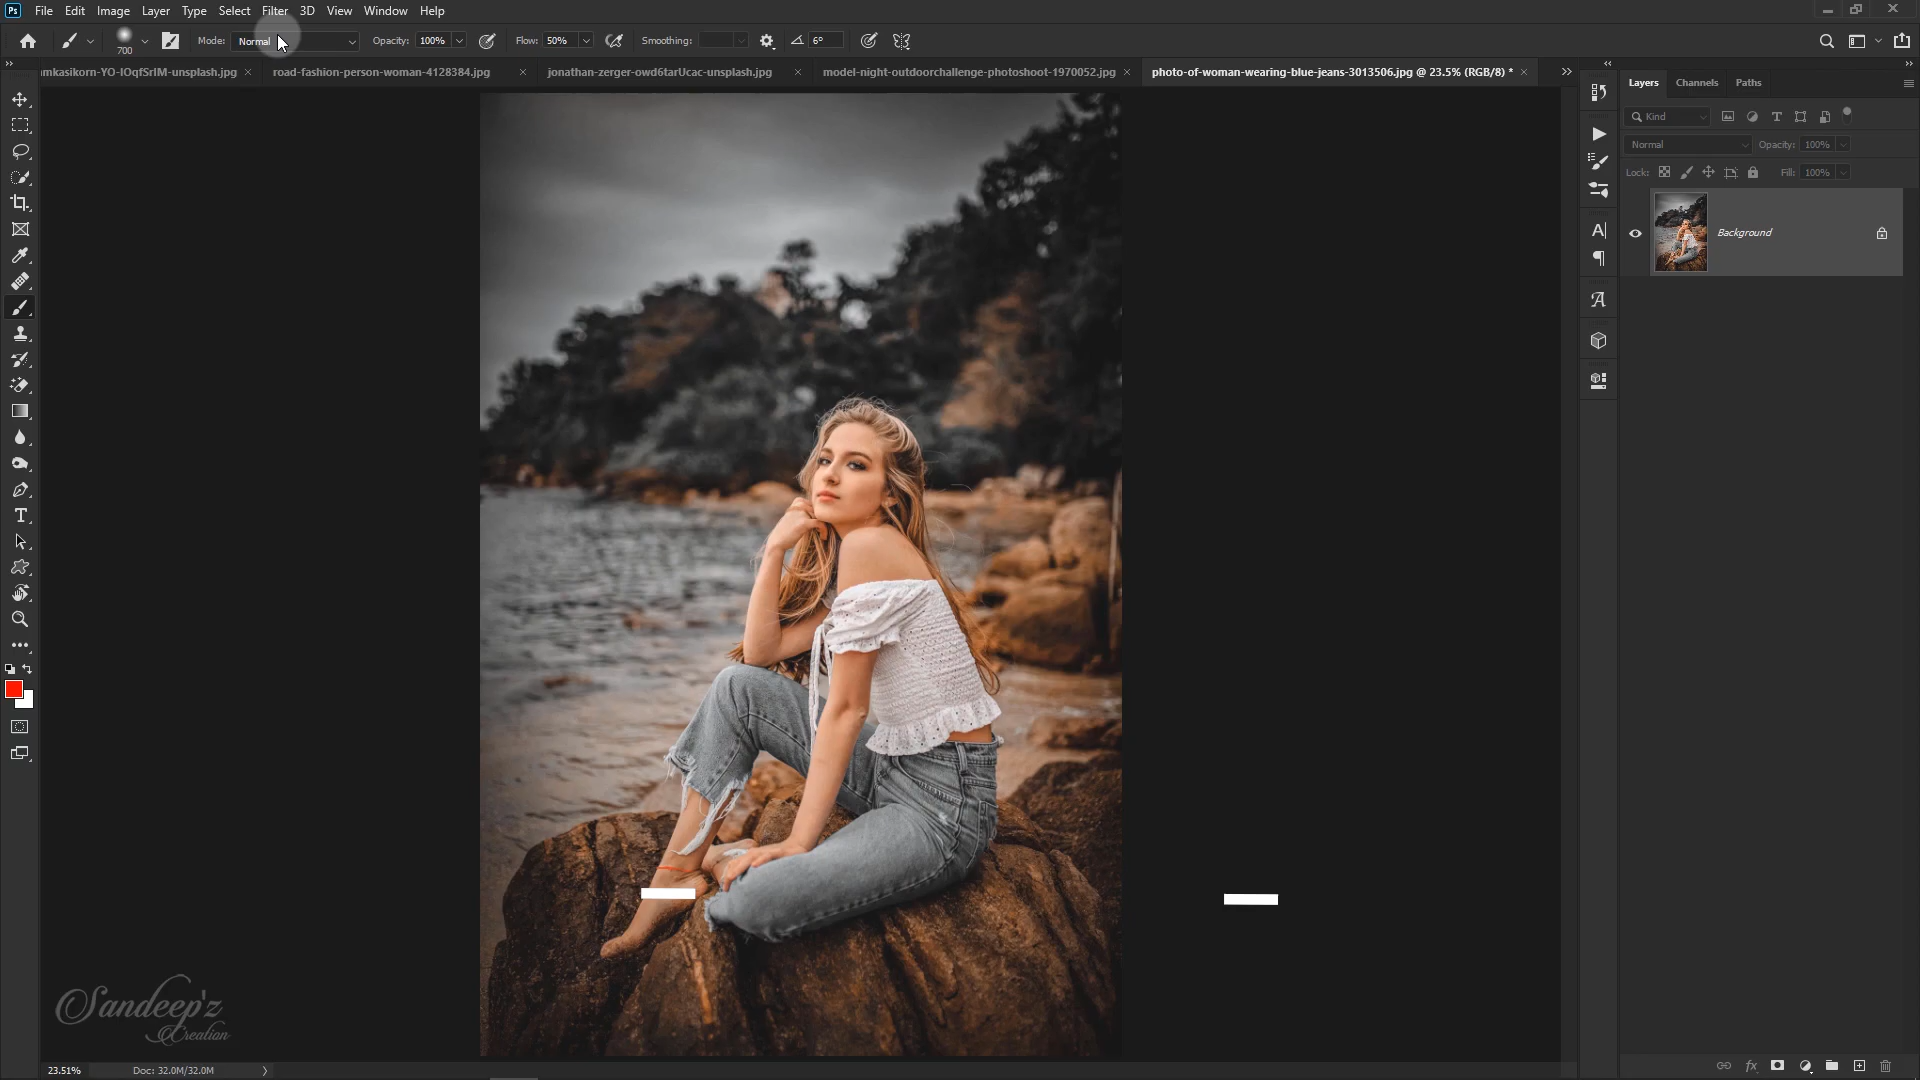 Ps File Edit Image Layer Type Select Filter 3D View Window Help
700 Mode: Normal Opacity: 100% Flow: 50% Smoothing: 6°
mkasikorn-YO-IOqfSrIM-unsplash.jpg × road-fashion-person-woman-4128384.jpg × jonathan-zerger-owd6tarUcac-unsplash.jpg × model-night-outdoorchallenge-photoshoot-1970052.jpg × photo-of-woman-wearing-blue-jeans-3013506.jpg @ 23.5% (RGB/8) * ×
Layers Channels Paths
Kind
Normal Opacity: 100%
Lock: Fill: 100%
Background
Sandeep'z
Creation
23.51% Doc: 32.0M/32.0M